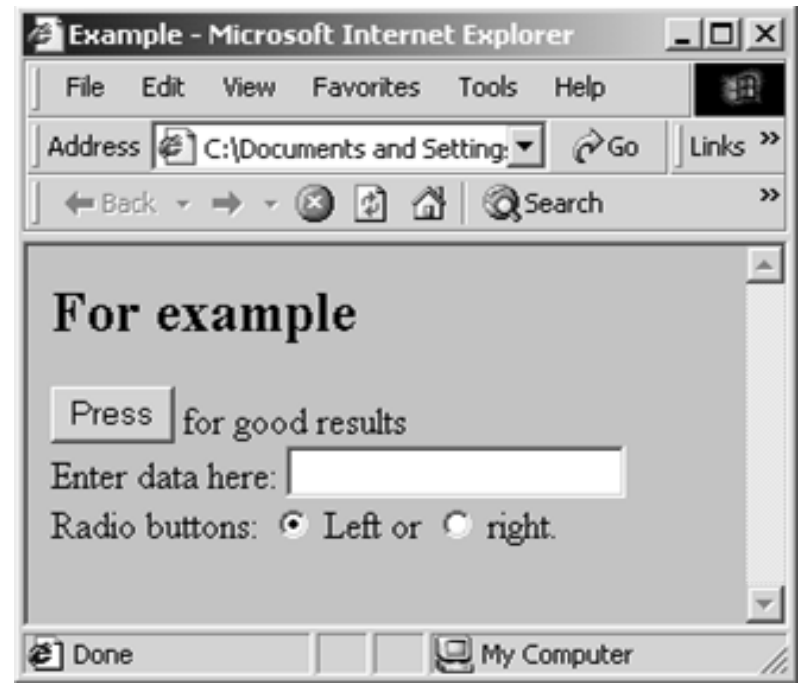 Example - Microsoft Internet Explorer
File Edit View Favorites Tools Help
Address C:\Documents and Setting: Go Links »
Back Search »
For example
Press for good results
Enter data here:
Radio buttons: Left or right.
Done My Computer